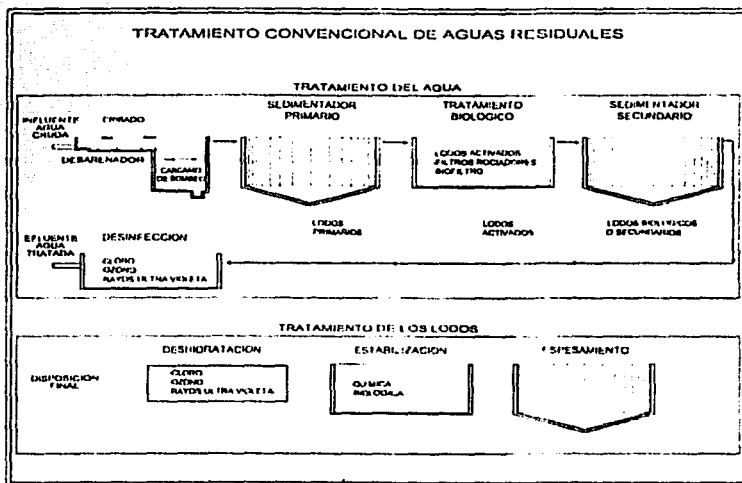 TRATAMIENTO CONVENCIONAL DE AGUAS RESIDUALES
TRATAMIENTO DEL AQUA
INFLUENTE
AGUA
CRUDA
CRIBADO
DESARENADOR
CARCAMO
DE BOMBEO
SEDIMENTADOR
PRIMARIO
LODOS
PRIMARIOS
TRATAMIENTO
BIOLOGICO
LODOS ACTIVADOS
FILTROS ROCIADORES
BIOFILTRO
LODOS
ACTIVADOS
SEDIMENTADOR
SECUNDARIO
LODOS BIOLOGICOS
O SECUNDARIOS
EFLUENTE
AGUA
TRATADA
DESINFECCION
CLORO
OZONO
RAYOS ULTRA VIOLETA
TRATAMIENTO DE LOS LODOS
DISPOSICION
FINAL
DESHIDRATACION
CLORO
OZONO
RAYOS ULTRA VIOLETA
ESTABILIZACION
QUIMICA
BIOLOGICA
ESPESAMIENTO